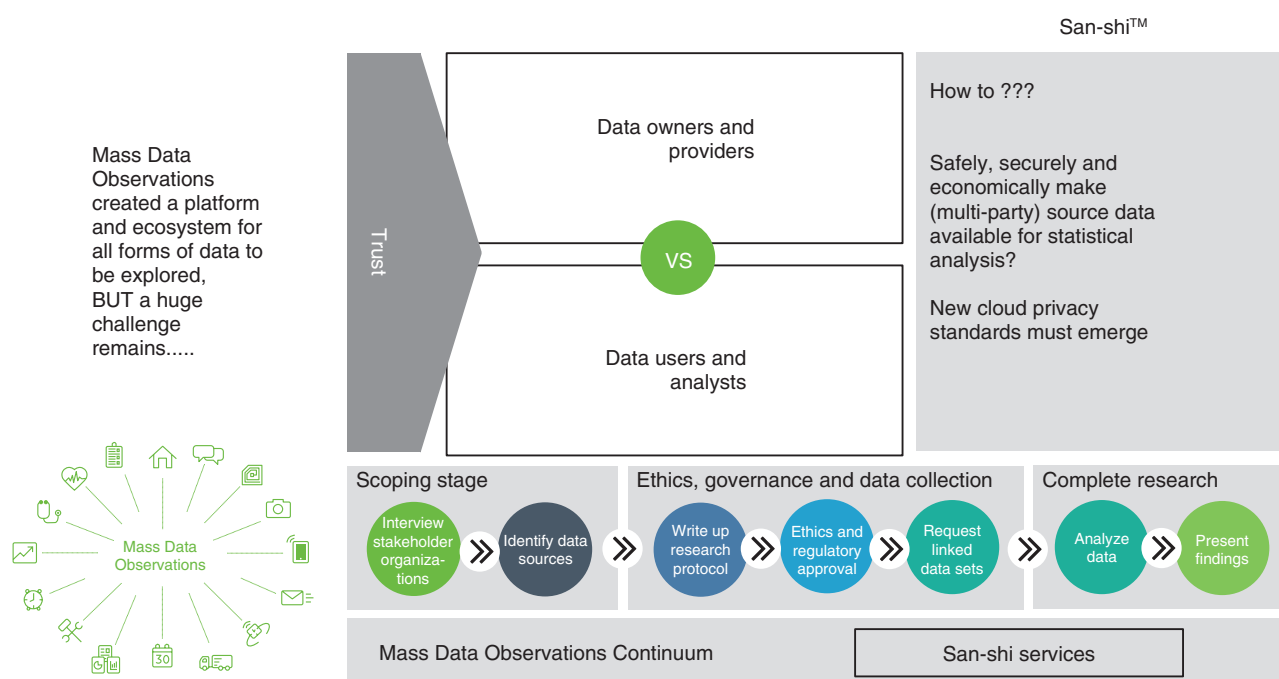 San-shi™
Mass Data
Observations
created a platform
and ecosystem for
all forms of data to
be explored,
BUT a huge
challenge
remains.....
Trust
Data owners and
providers
VS
Data users and
analysts
How to ???
Safely, securely and
economically make
(multi-party) source data
available for statistical
analysis?
New cloud privacy
standards must emerge
Mass Data
Observations
30
Scoping stage
Interview
stakeholder
organiza-
tions
Identify data
sources
Ethics, governance and data collection
Write up
research
protocol
Ethics and
regulatory
approval
Request
linked
data sets
Complete research
Analyze
data
Present
findings
Mass Data Observations Continuum
San-shi services